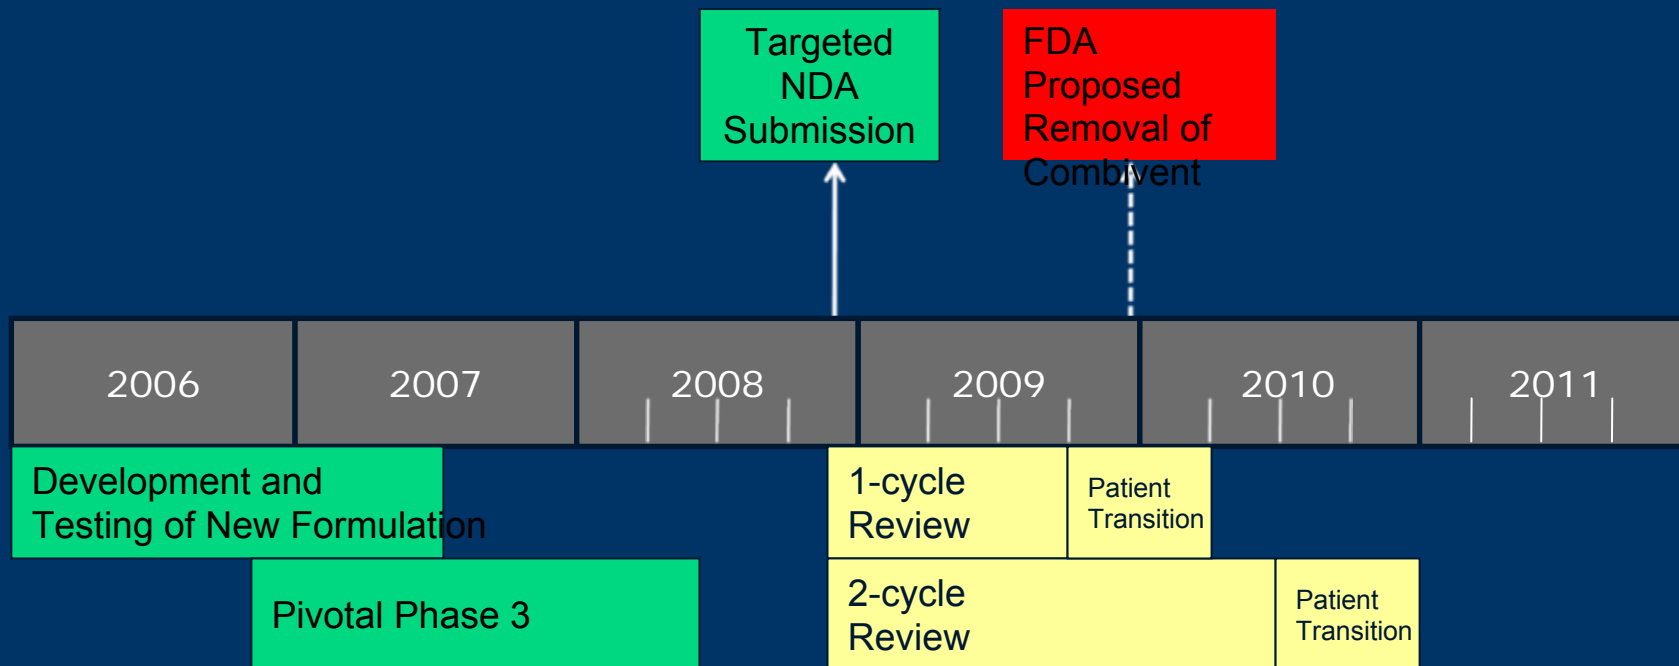 Targeted
NDA
Submission
FDA
Proposed
Removal of
Combivent
2006
2007
2008
2009
2010
2011
Development and
Testing of New Formulation
1-cycle
Review
Patient
Transition
Pivotal Phase 3
2-cycle
Review
Patient
Transition